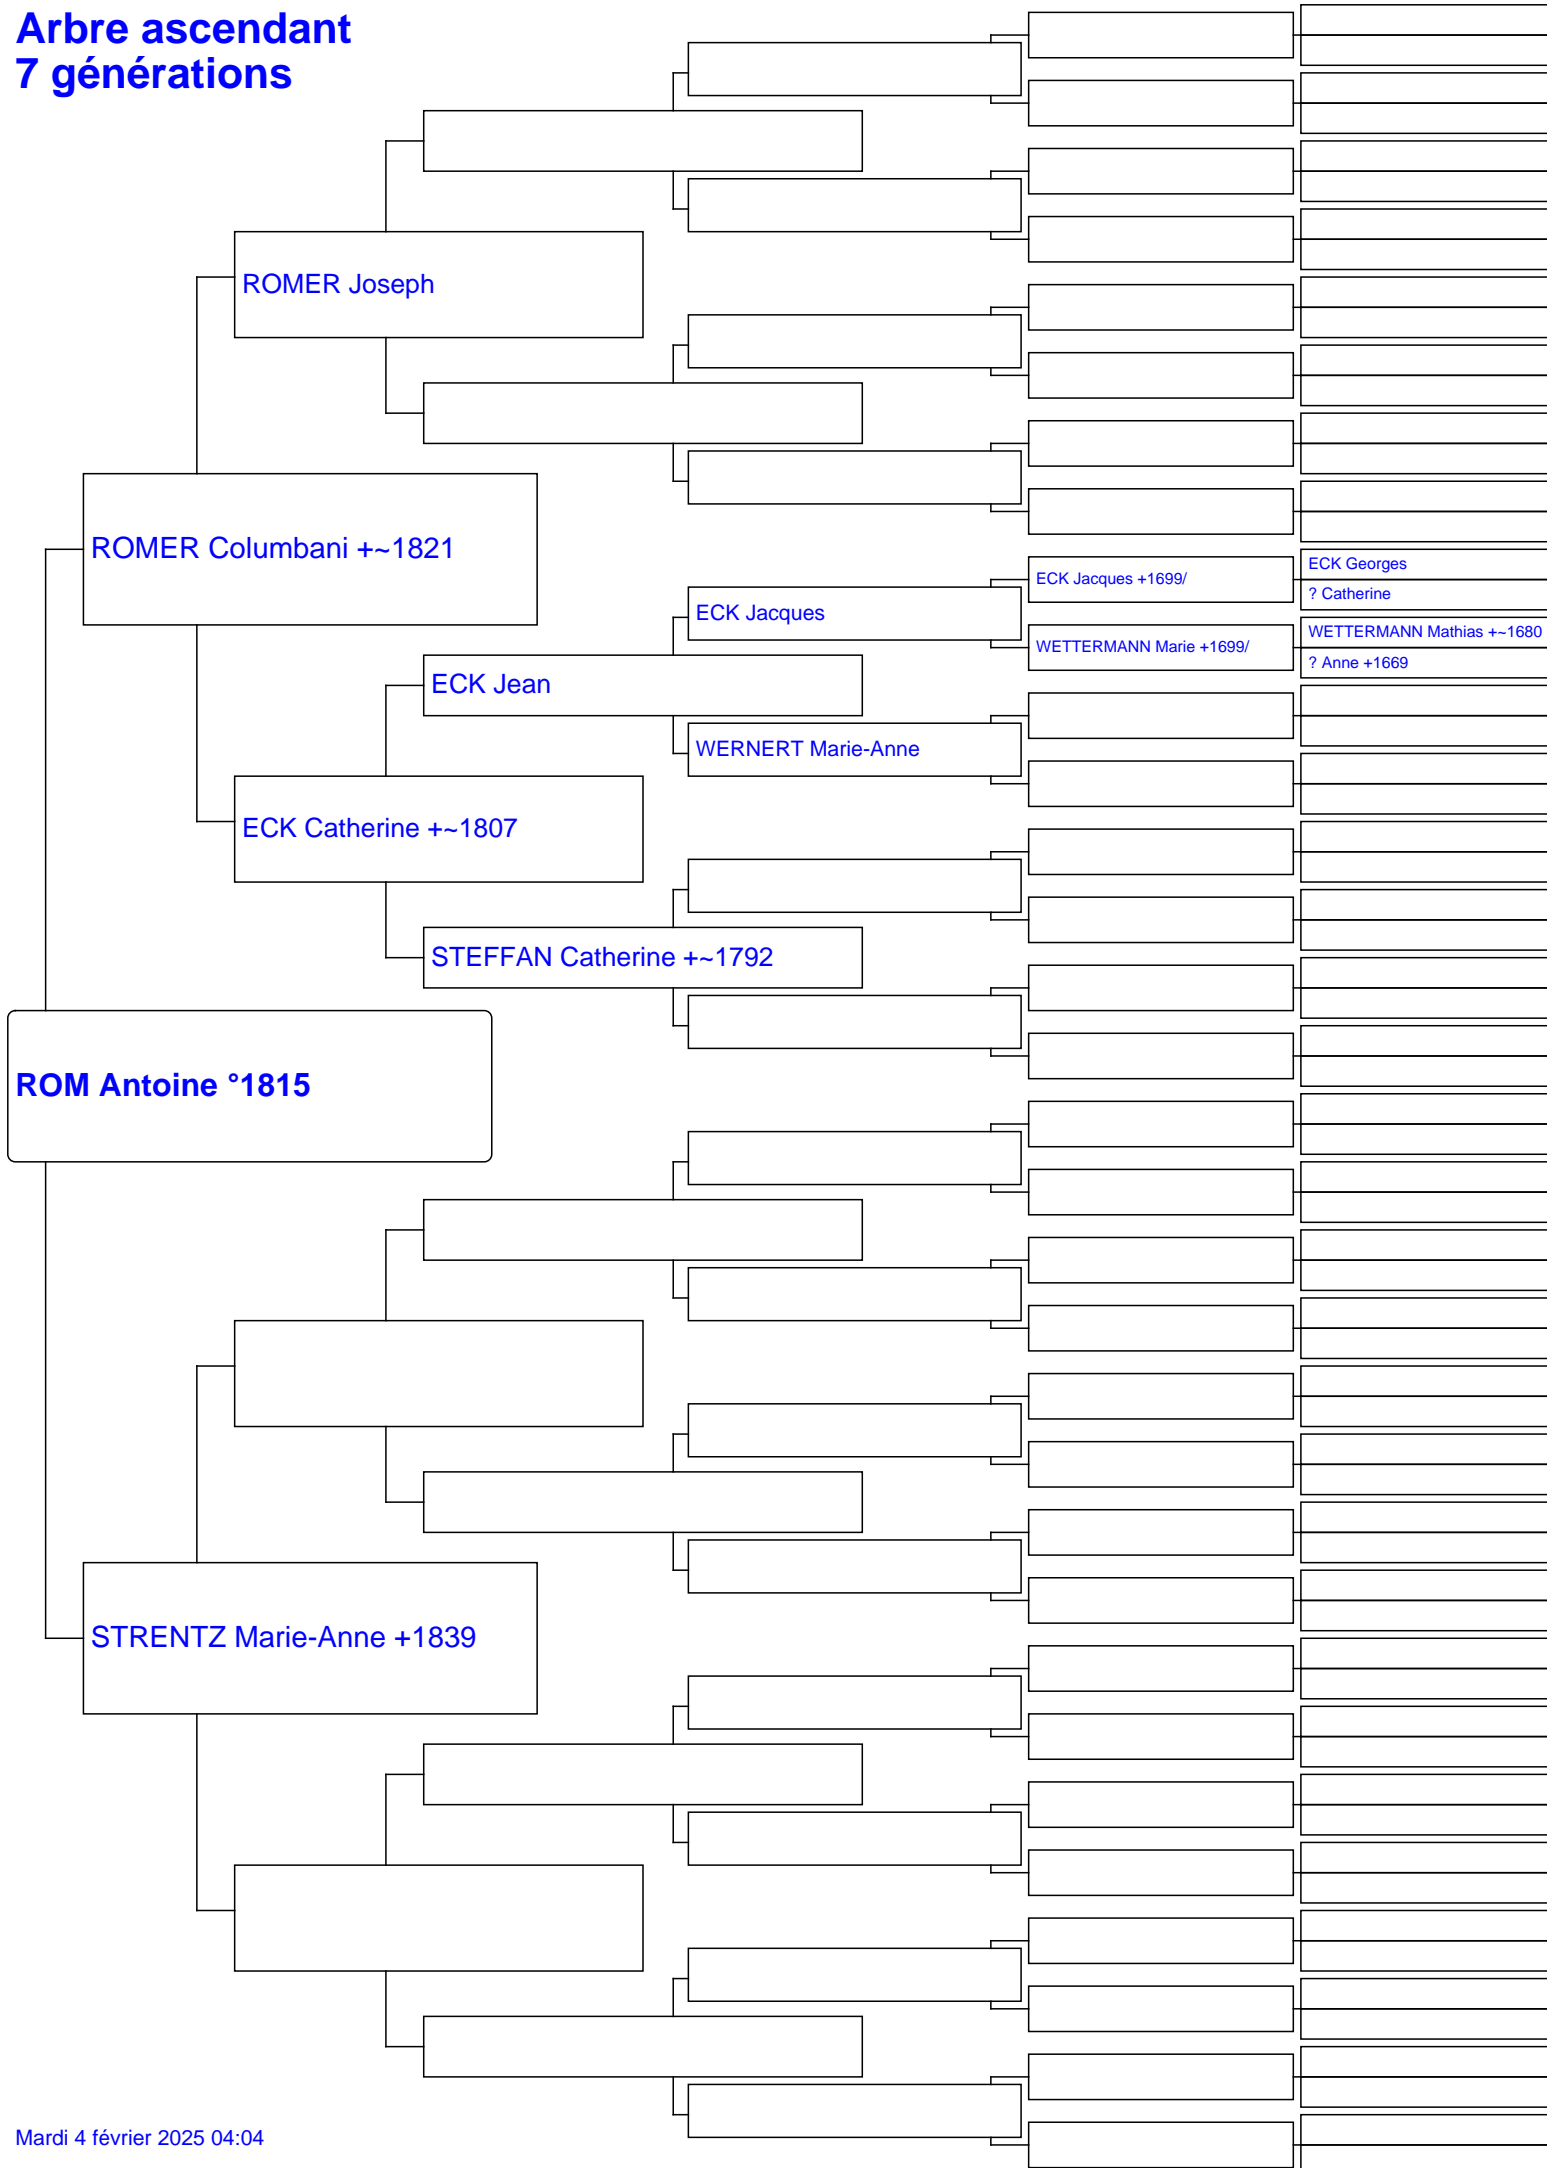 Arbre ascendant
7 générations
ROMER Joseph
ROMER Columbani +~1821
ECK Jacques +1699/
ECK Georges
? Catherine
ECK Jacques
WETTERMANN Marie +1699/
WETTERMANN Mathias +~1680
? Anne +1669
ECK Jean
WERNERT Marie-Anne
ECK Catherine +~1807
STEFFAN Catherine +~1792
ROM Antoine °1815
STRENTZ Marie-Anne +1839
Mardi 4 février 2025 04:04